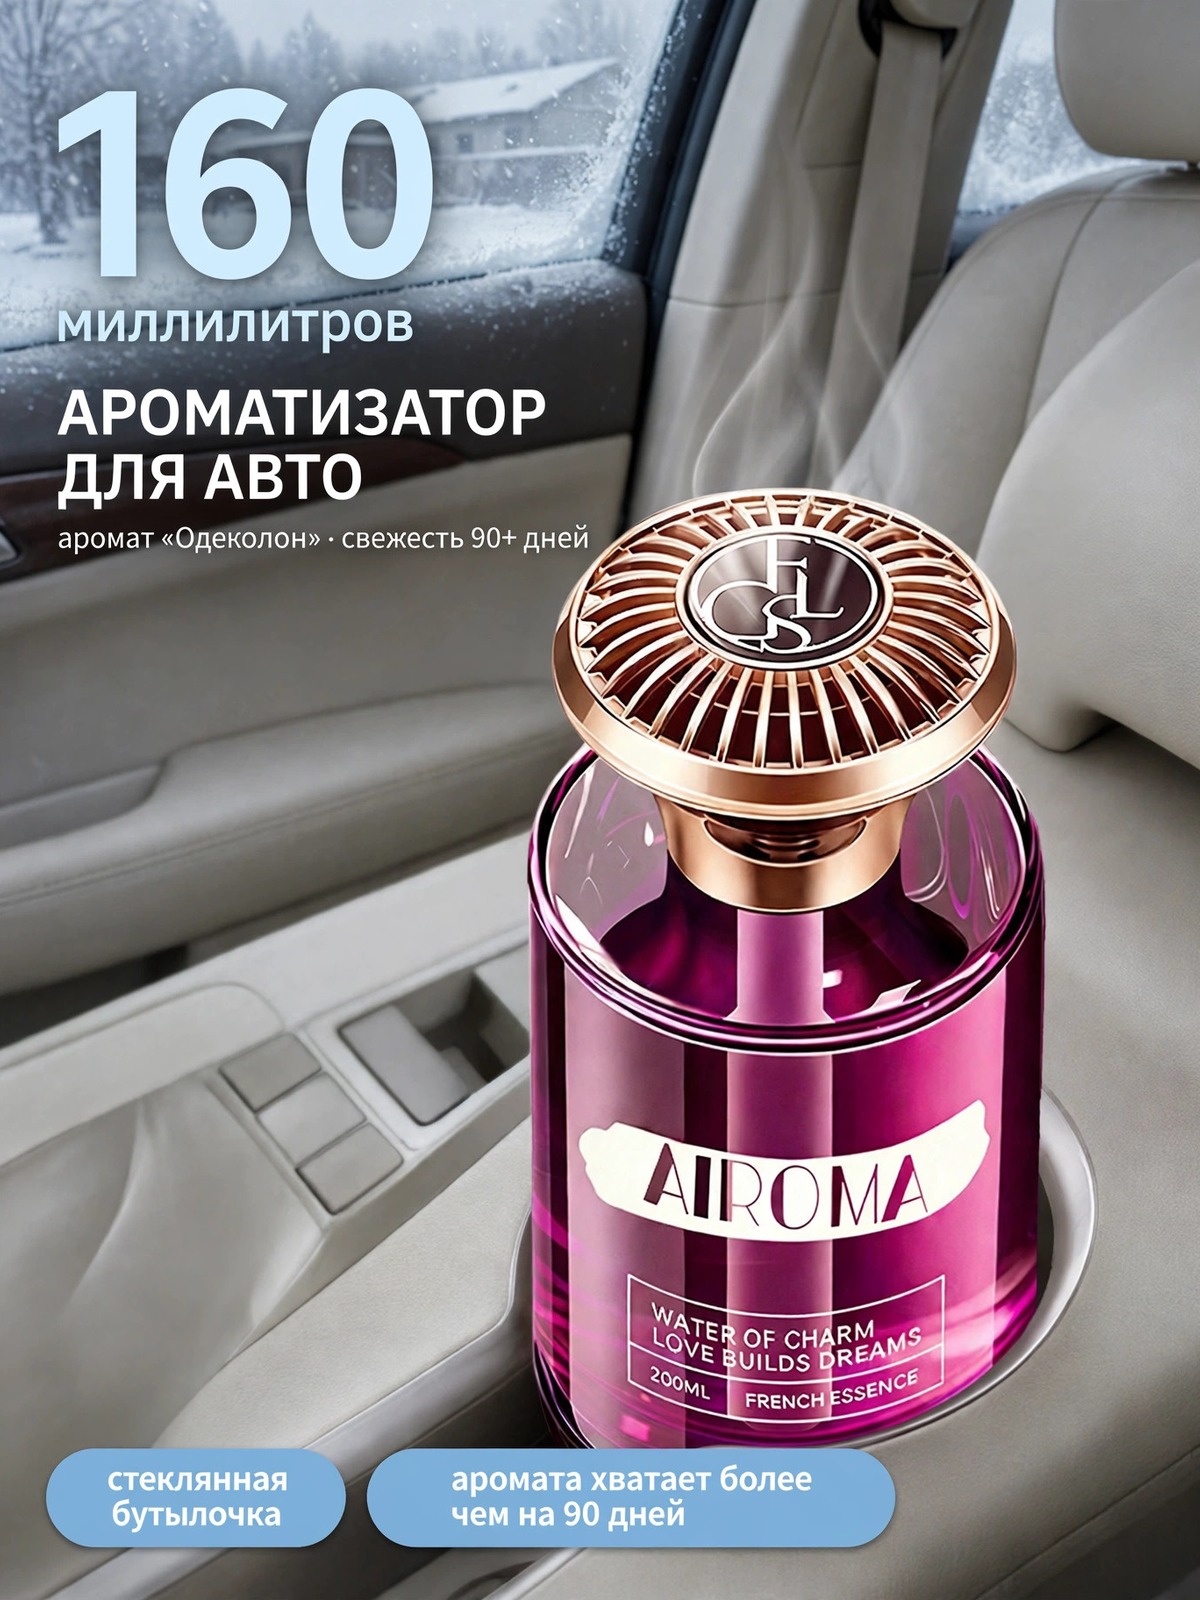 160
миллилитров
АРОМАТИЗАТОР
ДЛЯ АВТО
аромат «Одеколон» · свежесть 90+ дней
CFLS
AIROMA
WATER OF CHARM
LOVE BUILDS DREAMS
200ML FRENCH ESSENCE
стеклянная
бутылочка
аромата хватает более
чем на 90 дней